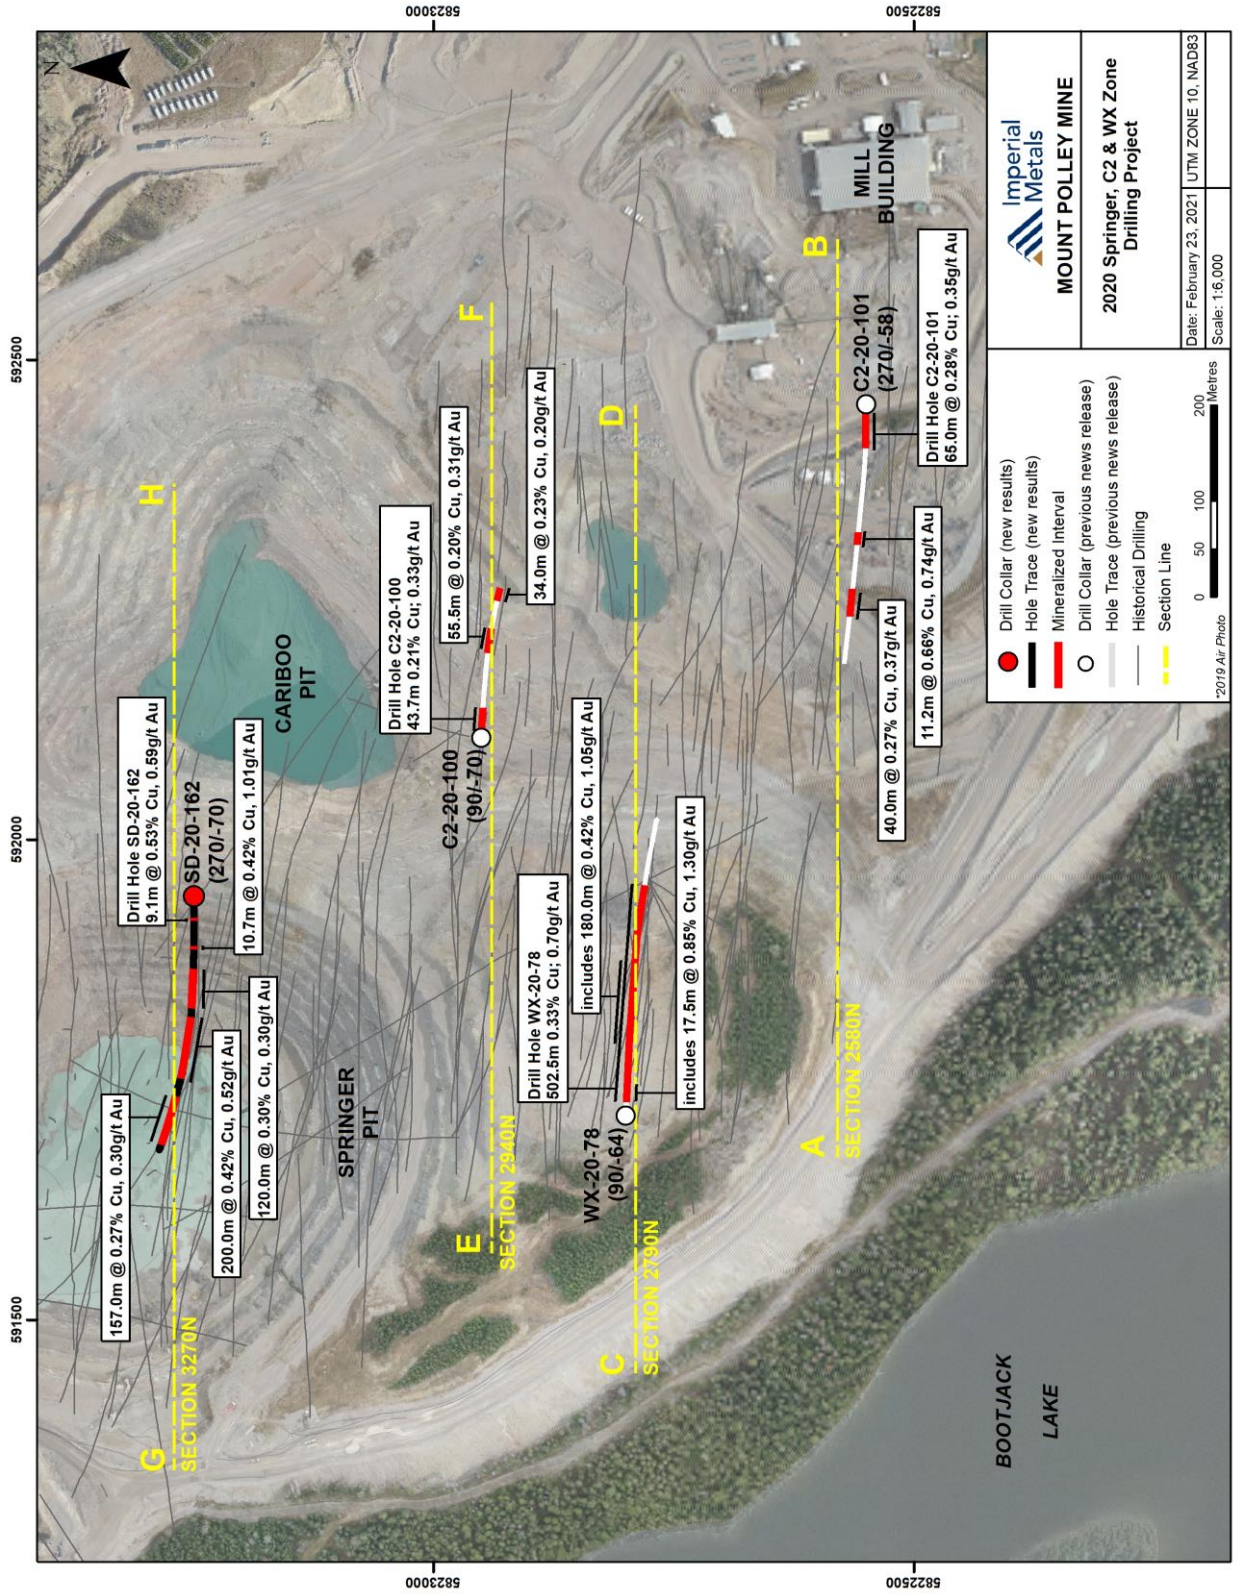 591500
592000
592500
5823000
5822500
5823000
5822500
N
G
H
SECTION 3270N
157.0m @ 0.27% Cu, 0.30g/t Au
Drill Hole SD-20-162
9.1m @ 0.53% Cu, 0.59g/t Au
SD-20-162
(270/-70)
10.7m @ 0.42% Cu, 1.01g/t Au
200.0m @ 0.42% Cu, 0.52g/t Au
120.0m @ 0.30% Cu, 0.30g/t Au
CARIBOO
PIT
SPRINGER
PIT
Drill Hole C2-20-100
43.7m 0.21% Cu; 0.33g/t Au
55.5m @ 0.20% Cu, 0.31g/t Au
C2-20-100
(90/-70)
34.0m @ 0.23% Cu, 0.20g/t Au
E
F
SECTION 2940N
Drill Hole WX-20-78
502.5m 0.33% Cu; 0.70g/t Au
includes 180.0m @ 0.42% Cu, 1.05g/t Au
WX-20-78
(90/-64)
includes 17.5m @ 0.85% Cu, 1.30g/t Au
C
D
SECTION 2790N
A
B
SECTION 2580N
MILL
BUILDING
C2-20-101
(270/-58)
Drill Hole C2-20-101
65.0m @ 0.28% Cu; 0.35g/t Au
40.0m @ 0.27% Cu, 0.37g/t Au
11.2m @ 0.66% Cu, 0.74g/t Au
BOOTJACK
LAKE
Drill Collar (new results)
Hole Trace (new results)
Mineralized Interval
Drill Collar (previous news release)
Hole Trace (previous news release)
Historical Drilling
Section Line
0 50 100 200
Metres
*2019 Air Photo
Imperial
Metals
MOUNT POLLEY MINE
2020 Springer, C2 & WX Zone
Drilling Project
Date: February 23, 2021 UTM ZONE 10, NAD83
Scale: 1:6,000